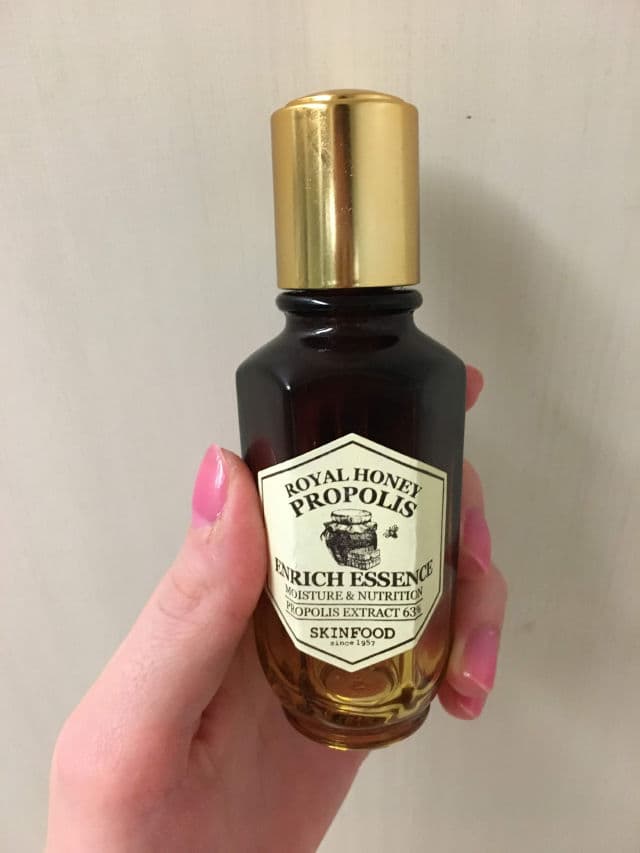 ROYAL HONEY
PROPOLIS
ENRICH ESSENCE
MOISTURE & NUTRITION
PROPOLIS EXTRACT 63%
SKINFOOD
since 1957